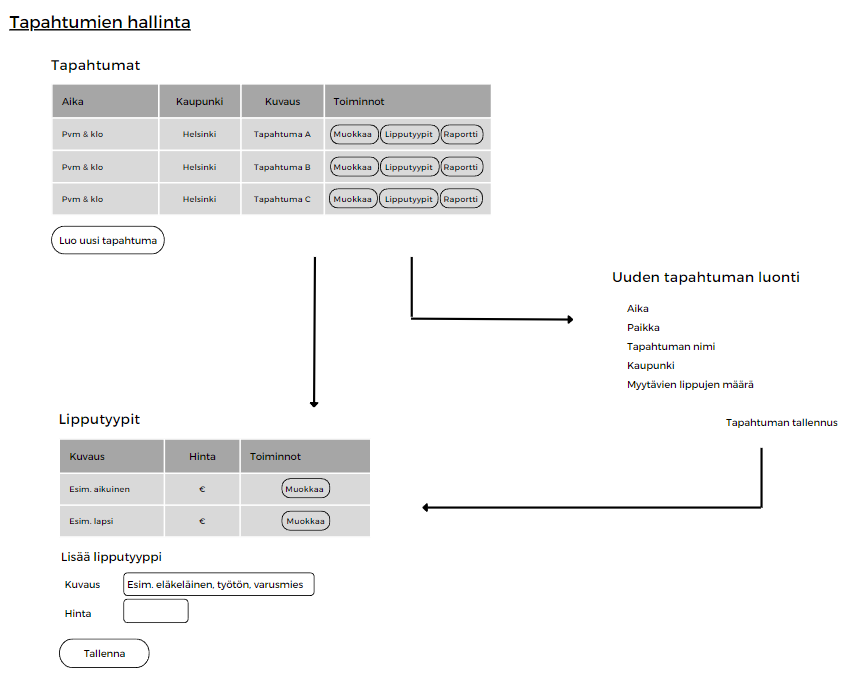 Tapahtumien hallinta
Tapahtumat
Aika Kaupunki Kuvaus Toiminnot
Pvm & klo Helsinki Tapahtuma A Muokkaa Lipputyypit Raportti
Pvm & klo Helsinki Tapahtuma B Muokkaa Lipputyypit Raportti
Pvm & klo Helsinki Tapahtuma C Muokkaa Lipputyypit Raportti
Luo uusi tapahtuma
Uuden tapahtuman luonti
Aika
Paikka
Tapahtuman nimi
Kaupunki
Myytävien lippujen määrä
Tapahtuman tallennus
Lipputyypit
Kuvaus Hinta Toiminnot
Esim. aikuinen € Muokkaa
Esim. lapsi € Muokkaa
Lisää lipputyyppi
Kuvaus Esim. eläkeläinen, työtön, varusmies
Hinta
Tallenna